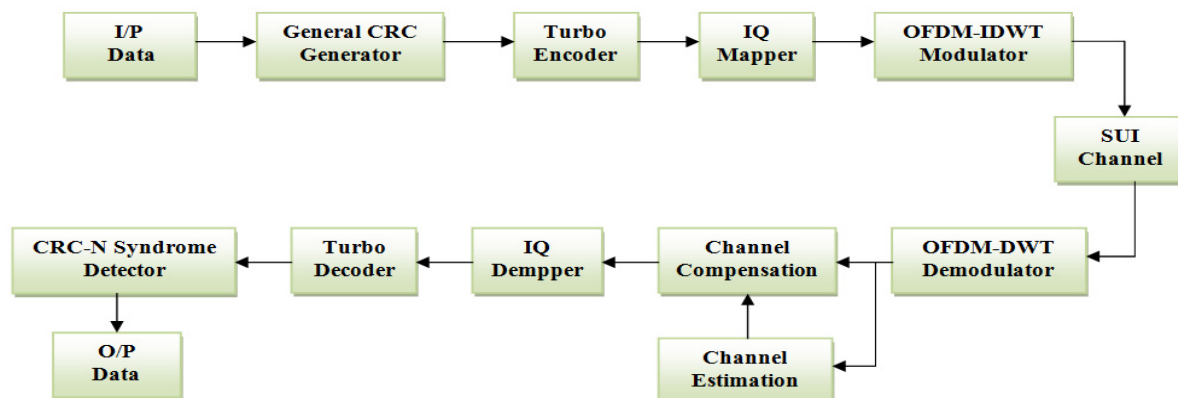 I/P
Data
General CRC
Generator
Turbo
Encoder
IQ
Mapper
OFDM-IDWT
Modulator
SUI
Channel
CRC-N Syndrome
Detector
Turbo
Decoder
IQ
Dempper
Channel
Compensation
OFDM-DWT
Demodulator
O/P
Data
Channel
Estimation